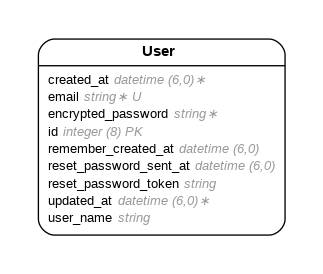 User
created_at datetime (6,0)∗
email string∗ U
encrypted_password string∗
id integer (8) PK
remember_created_at datetime (6,0)
reset_password_sent_at datetime (6,0)
reset_password_token string
updated_at datetime (6,0)∗
user_name string